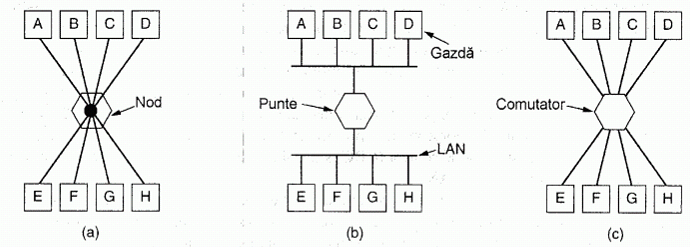 A B C D
Nod
E F G H
(a)
A B C D
Gazdă
Punte
LAN
E F G H
(b)
A B C D
Comutator
E F G H
(c)